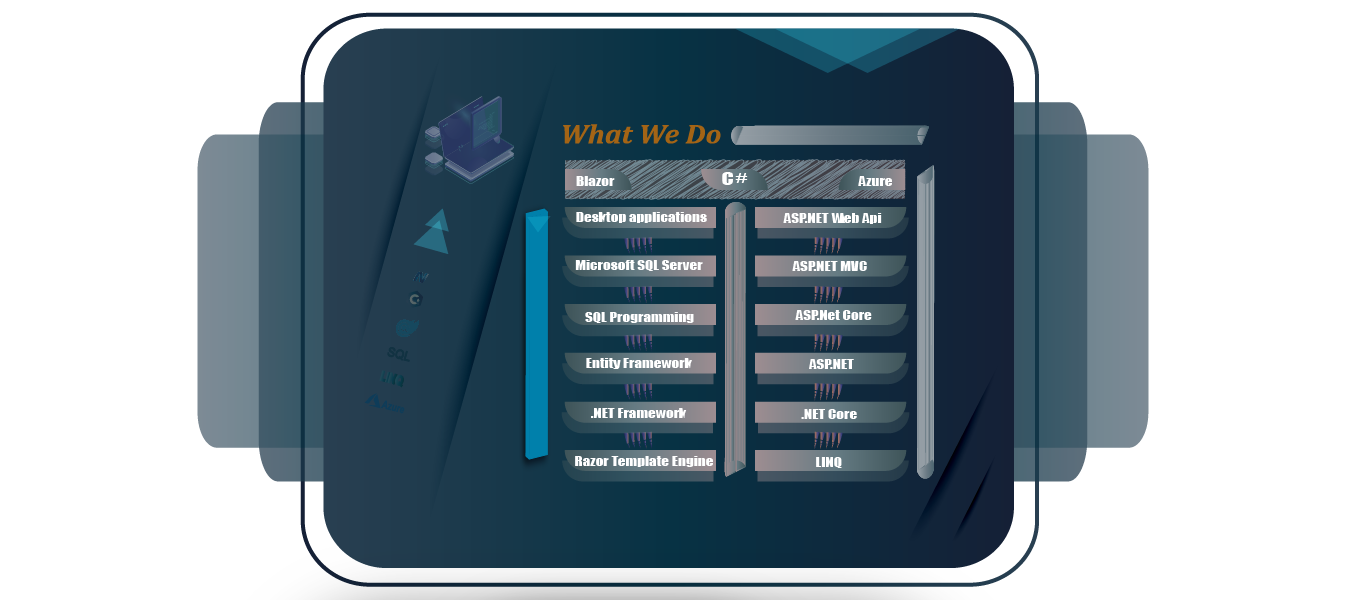 What We Do
Blazor C# Azure
Desktop applications
ASP.NET Web Api
Microsoft SQL Server
ASP.NET MVC
SQL Programming
ASP.Net Core
Entity Framework
ASP.NET
.NET Framework
.NET Core
Razor Template Engine
LINQ
SQL